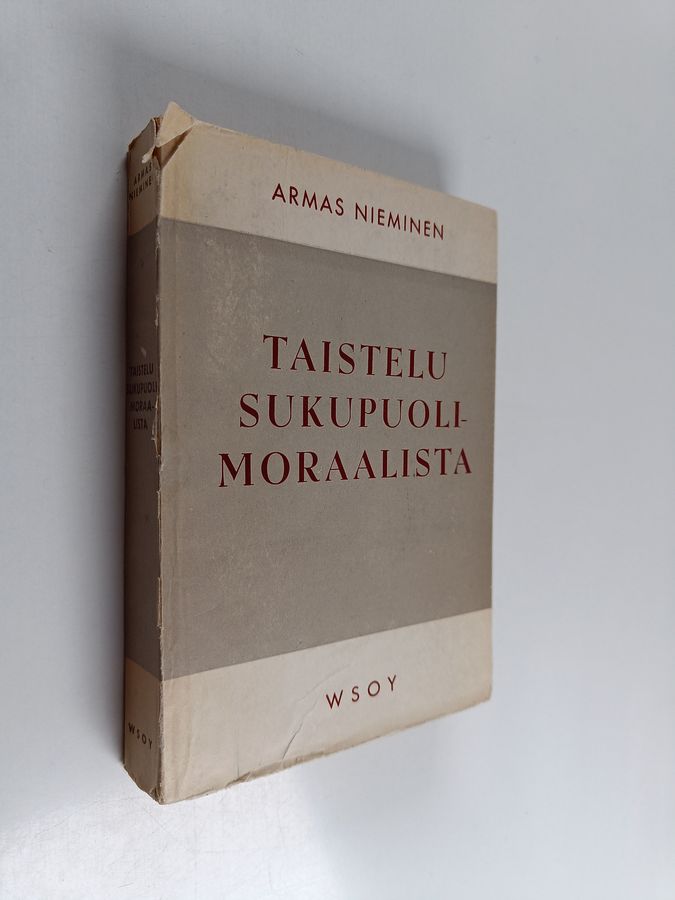 ARMAS NIEMINEN
TAISTELU
SUKUPUOLI-
MORAALISTA
WSOY
ARMAS
NIEMINEN
TAISTELU
SUKUPUOLI
MORAA-
LISTA
WSOY